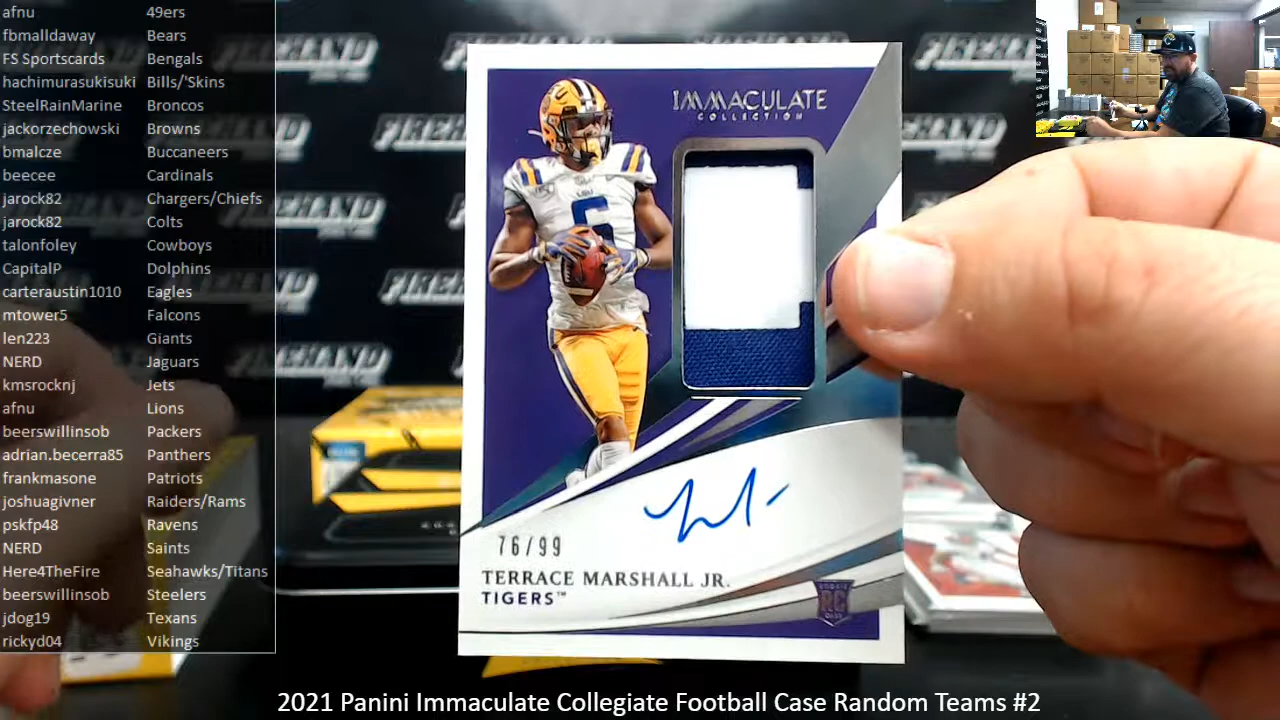 afnu 49ers
fbmalldaway Bears
FS Sportscards Bengals
hachimurasukisuki Bills/'Skins
SteelRainMarine Broncos
jackorzechowski Browns
bmalcze Buccaneers
beecee Cardinals
jarock82 Chargers/Chiefs
jarock82 Colts
talonfoley Cowboys
CapitalP Dolphins
carteraustin1010 Eagles
mtower5 Falcons
len223 Giants
NERD Jaguars
kmsrocknj Jets
afnu Lions
beerswillinsob Packers
adrian.becerra85 Panthers
frankmasone Patriots
joshuagivner Raiders/Rams
pskfp48 Ravens
NERD Saints
Here4TheFire Seahawks/Titans
beerswillinsob Steelers
jdog19 Texans
rickyd04 Vikings
IMMACULATE
COLLECTION
LSU
6
76/99
TERRACE MARSHALL JR.
TIGERS™
RC
FIREHAND
2021 Panini Immaculate Collegiate Football Case Random Teams #2